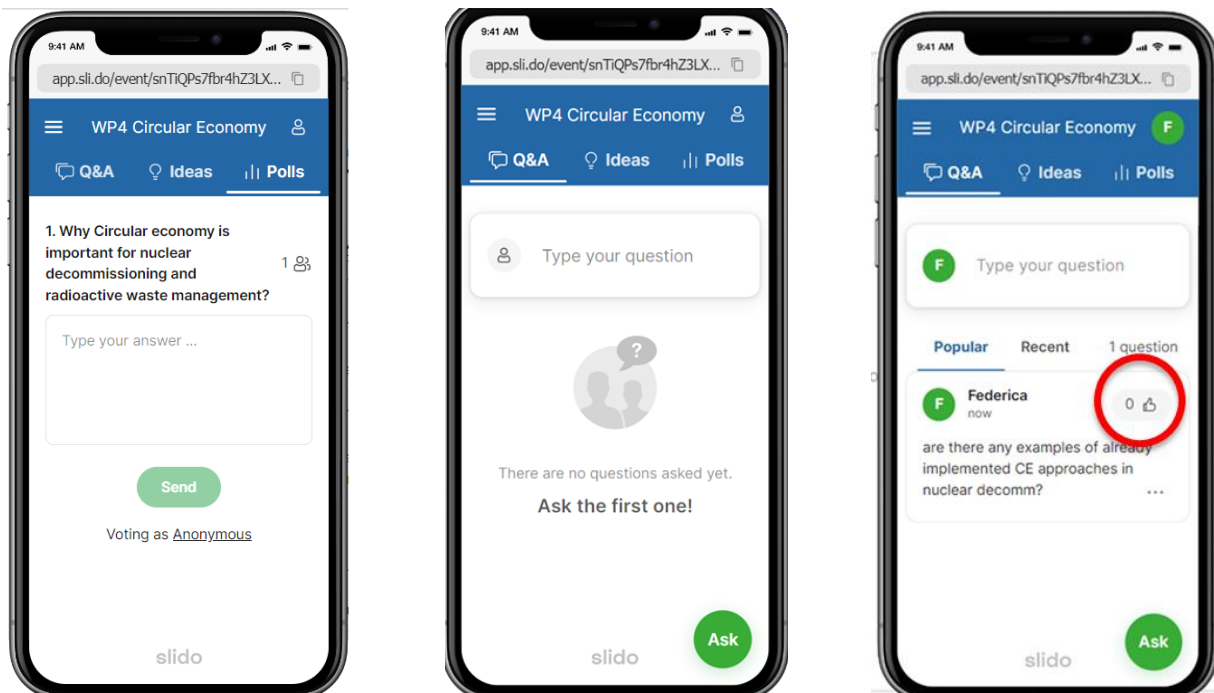 9:41 AM
app.sli.do/event/snTiQPs7fbr4hZ3LX...
WP4 Circular Economy
Q&A Ideas Polls
1. Why Circular economy is
important for nuclear
decommissioning and
radioactive waste management?
1
Type your answer ...
Send
Voting as Anonymous
slido
9:41 AM
app.sli.do/event/snTiQPs7fbr4hZ3LX...
WP4 Circular Economy
Q&A Ideas Polls
Type your question
?
There are no questions asked yet.
Ask the first one!
Ask
slido
9:41 AM
app.sli.do/event/snTiQPs7fbr4hZ3LX...
WP4 Circular Economy F
Q&A Ideas Polls
F Type your question
Popular Recent 1 question
F Federica
now
0
are there any examples of already
implemented CE approaches in
nuclear decomm?
...
Ask
slido